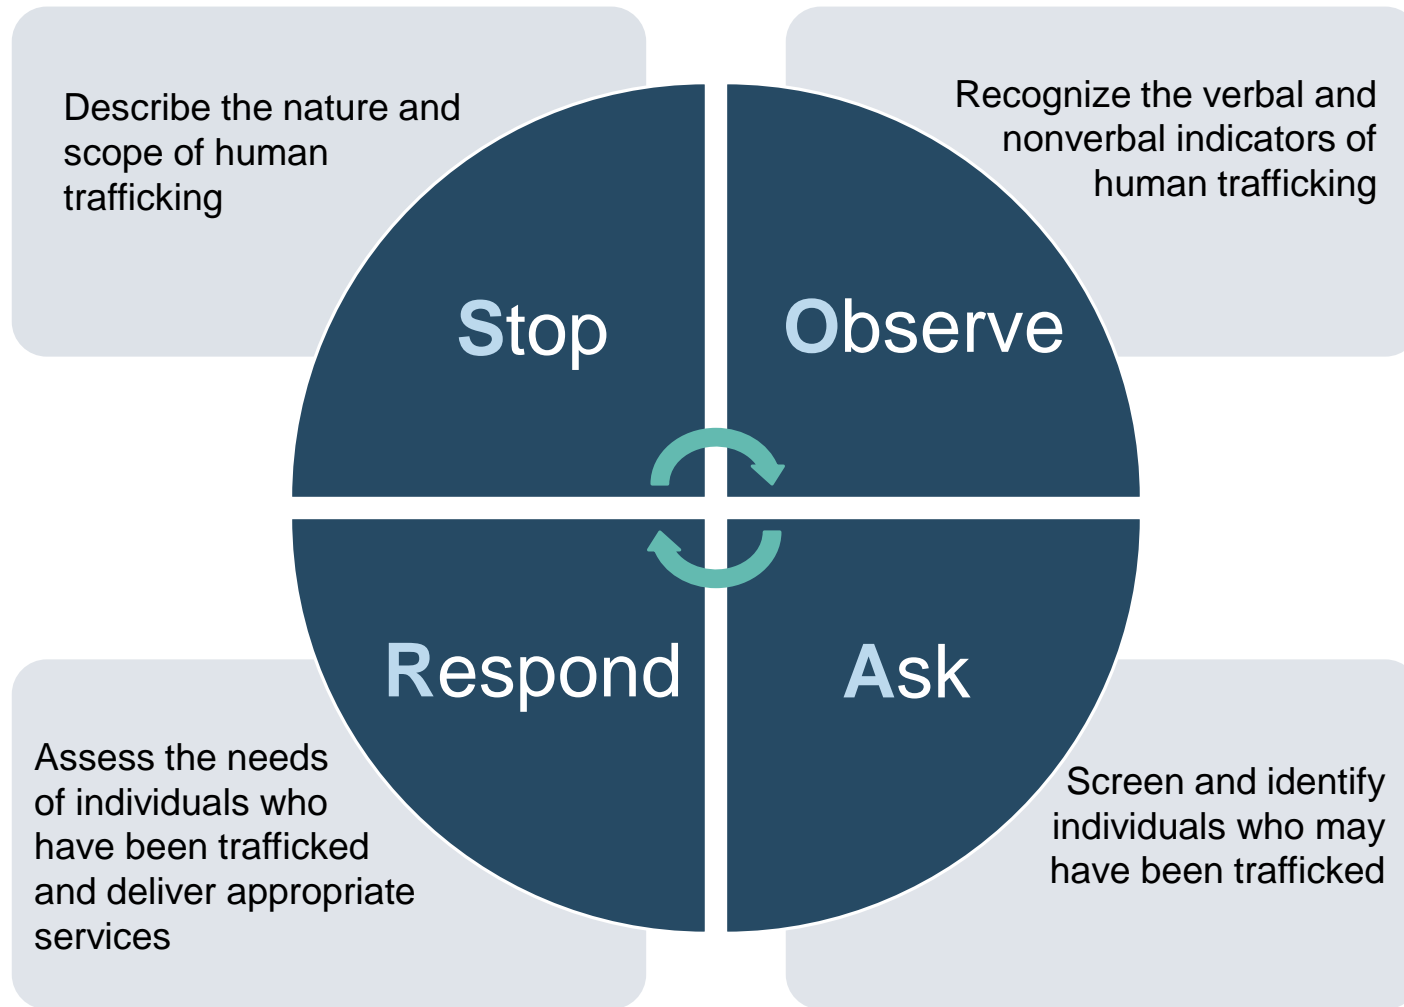 Describe the nature and
scope of human
trafficking
Stop
Recognize the verbal and
nonverbal indicators of
human trafficking
Observe
Respond
Assess the needs
of individuals who
have been trafficked
and deliver appropriate
services
Ask
Screen and identify
individuals who may
have been trafficked